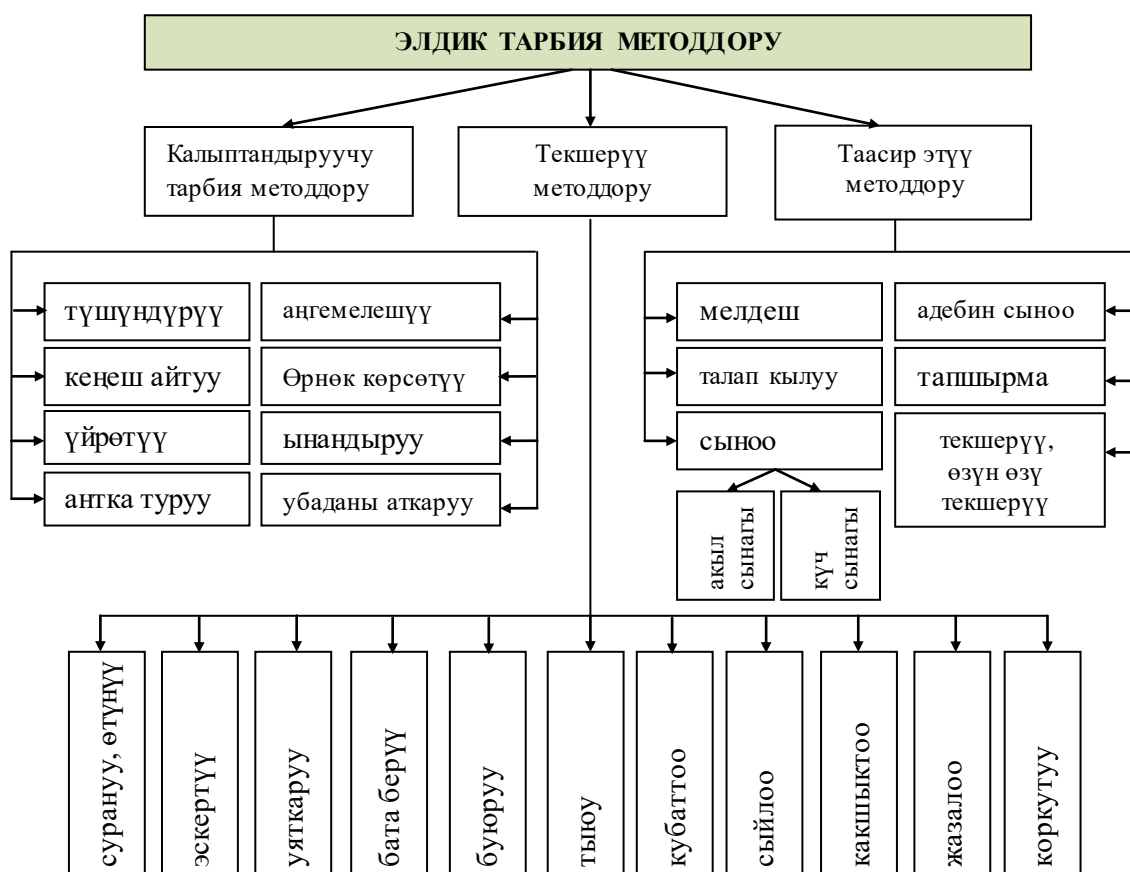 ЭЛДИК ТАРБИЯ МЕТОДДОРУ
Калыптандыруучу
тарбия методдору
Текшерүү
методдору
Таасир этүү
методдору
түшүндүрүү
аңгемелешүү
кеңеш айтуу
Өрнөк көрсөтүү
үйрөтүү
ынандыруу
антка туруу
убаданы аткаруу
мелдеш
адебин сыноо
талап кылуу
тапшырма
сыноо
текшерүү,
өзүн өзү
текшерүү
акыл
сынагы
күч
сынагы
сурануу, өтүнүү
эскертүү
уяткаруу
бата берүү
буюруу
тыюу
кубаттоо
сыйлоо
какшыктоо
жазалоо
коркутуу